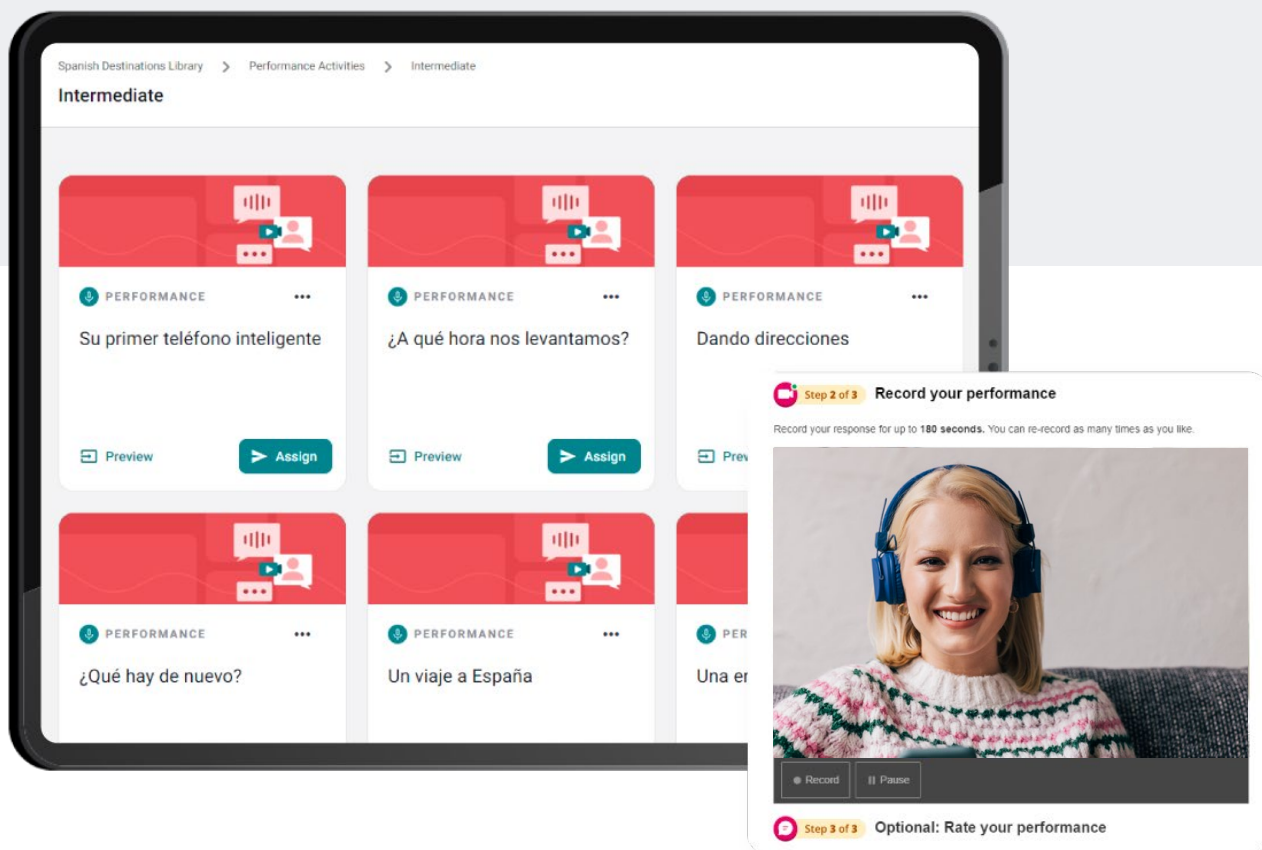 Spanish Destinations Library > Performance Activities > Intermediate
Intermediate
PERFORMANCE
Su primer teléfono inteligente
Preview
Assign
PERFORMANCE
¿A qué hora nos levantamos?
Preview
Assign
PERFORMANCE
Dando direcciones
PERFORMANCE
¿Qué hay de nuevo?
PERFORMANCE
Un viaje a España
Una
Step 2 of 3 Record your performance
Record your response for up to 180 seconds. You can re-record as many times as you like.
Record
Pause
Step 3 of 3 Optional: Rate your performance